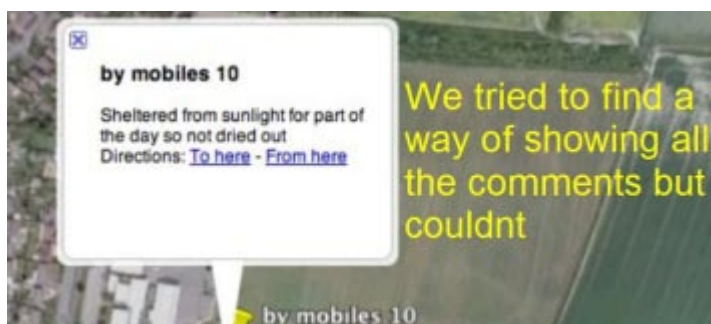 by mobiles 10
Sheltered from sunlight for part of
the day so not dried out
Directions: To here - From here
We tried to find a
way of showing all
the comments but
couldnt
by mobiles 10